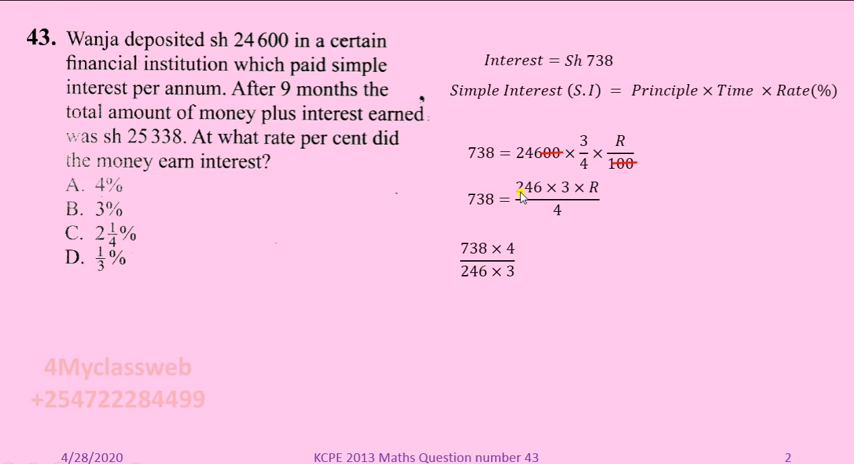 43. Wanja deposited sh 24 600 in a certain
financial institution which paid simple
interest per annum. After 9 months the
total amount of money plus interest earned
was sh 25 338. At what rate per cent did
the money earn interest?
A. 4%
B. 3%
C. 2 1/4 %
D. 1/3 %
Interest = Sh 738
Simple Interest (S.I) = Principle × Time × Rate(%)
738 = 24600 × 3/4 × R/100
738 = 246 × 3 × R
4
738 × 4
246 × 3
4Myclassweb
+254722284499
4/28/2020
KCPE 2013 Maths Question number 43
2